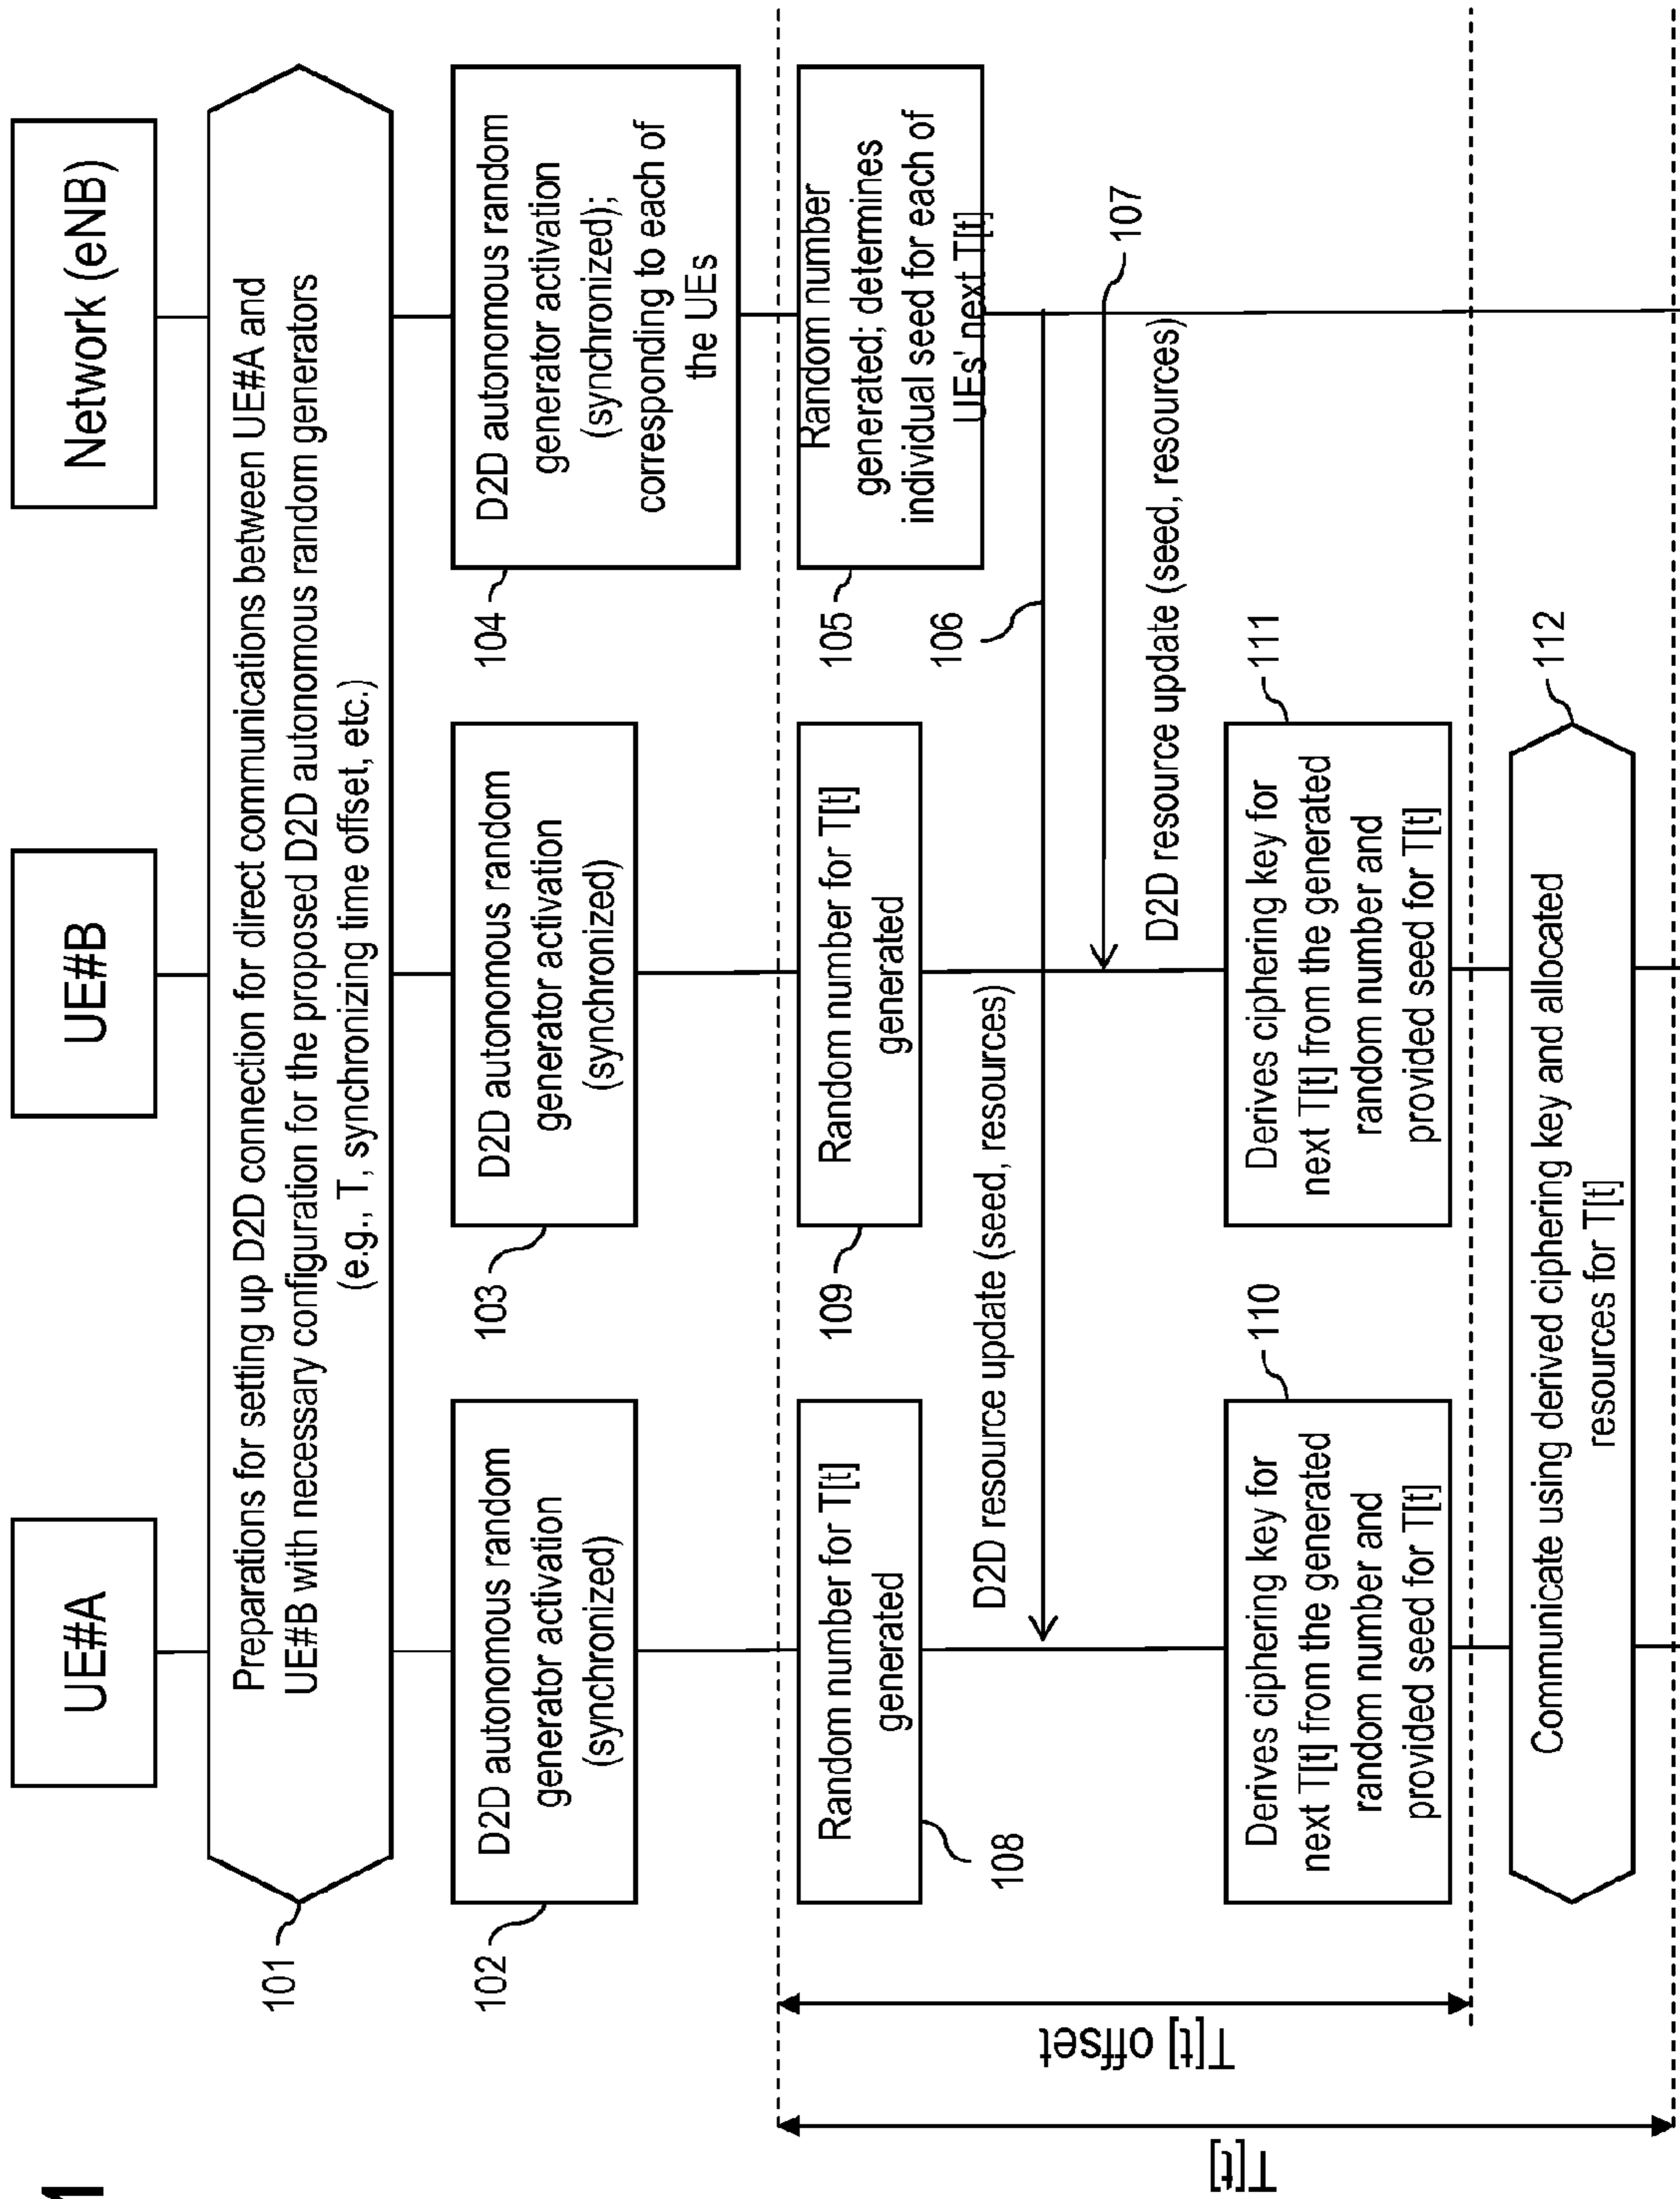 1
UE#A
UE#B
Network (eNB)
Preparations for setting up D2D connection for direct communications between UE#A and
UE#B with necessary configuration for the proposed D2D autonomous random generators
(e.g., T, synchronizing time offset, etc.)
101
D2D autonomous random
generator activation
(synchronized)
102
D2D autonomous random
generator activation
(synchronized)
103
D2D autonomous random
generator activation
(synchronized);
corresponding to each of
the UEs
104
Random number for T[t]
generated
108
Random number for T[t]
generated
109
Random number
generated; determines
individual seed for each of
UEs' next T[t]
105
106
D2D resource update (seed, resources)
107
D2D resource update (seed, resources)
Derives ciphering key for
next T[t] from the generated
random number and
provided seed for T[t]
110
Derives ciphering key for
next T[t] from the generated
random number and
provided seed for T[t]
111
Communicate using derived ciphering key and allocated
resources for T[t]
112
T[t] offset
T[t]